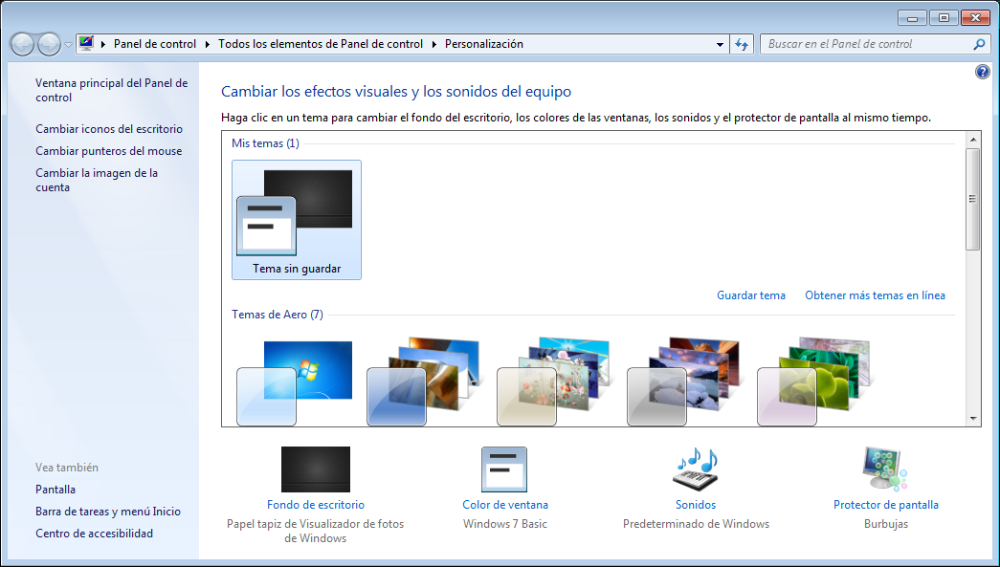 Panel de control ▸ Todos los elementos de Panel de control ▸ Personalización
Buscar en el Panel de control
Ventana principal del Panel de
control
Cambiar iconos del escritorio
Cambiar punteros del mouse
Cambiar la imagen de la
cuenta
Vea también
Pantalla
Barra de tareas y menú Inicio
Centro de accesibilidad
Cambiar los efectos visuales y los sonidos del equipo
Haga clic en un tema para cambiar el fondo del escritorio, los colores de las ventanas, los sonidos y el protector de pantalla al mismo tiempo.
Mis temas (1)
Tema sin guardar
Guardar tema Obtener más temas en línea
Temas de Aero (7)
Fondo de escritorio
Papel tapiz de Visualizador de fotos
de Windows
Color de ventana
Windows 7 Basic
Sonidos
Predeterminado de Windows
Protector de pantalla
Burbujas